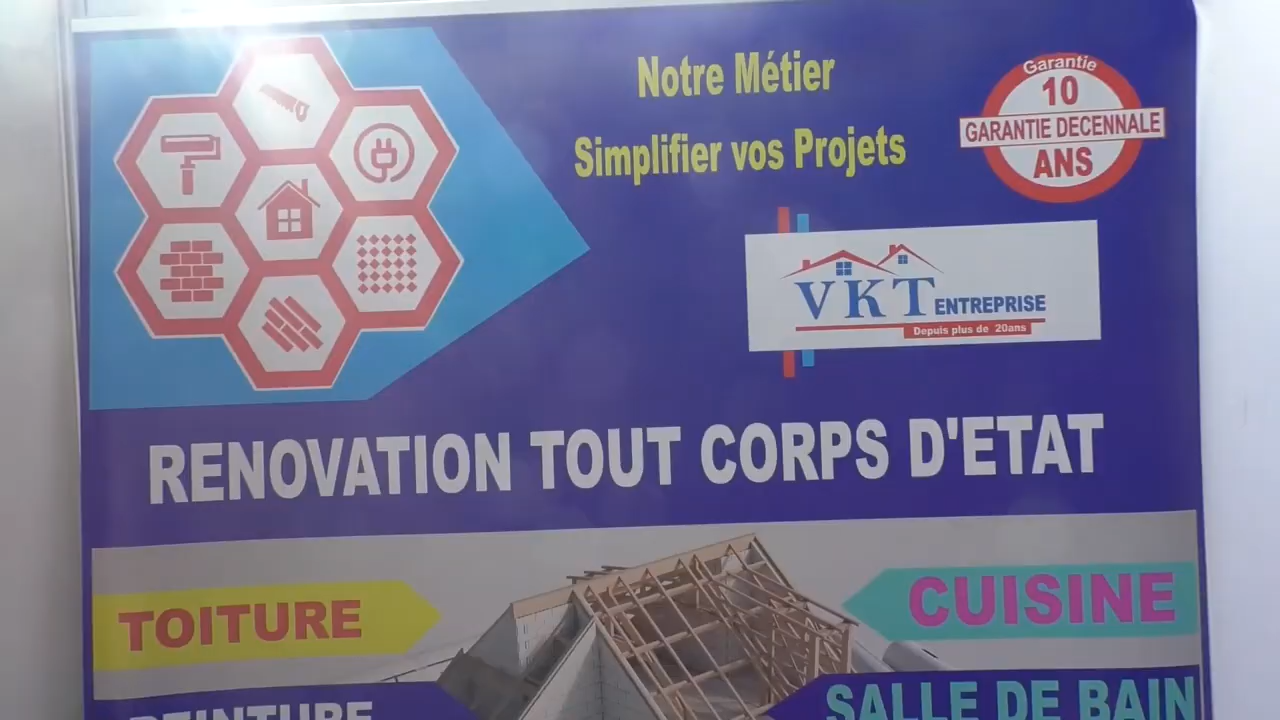 Notre Métier
Simplifier vos Projets
Garantie
10
GARANTIE DECENNALE
ANS
VKT ENTREPRISE
Depuis plus de 20ans
RENOVATION TOUT CORPS D'ETAT
TOITURE
CUISINE
PEINTURE
SALLE DE BAIN